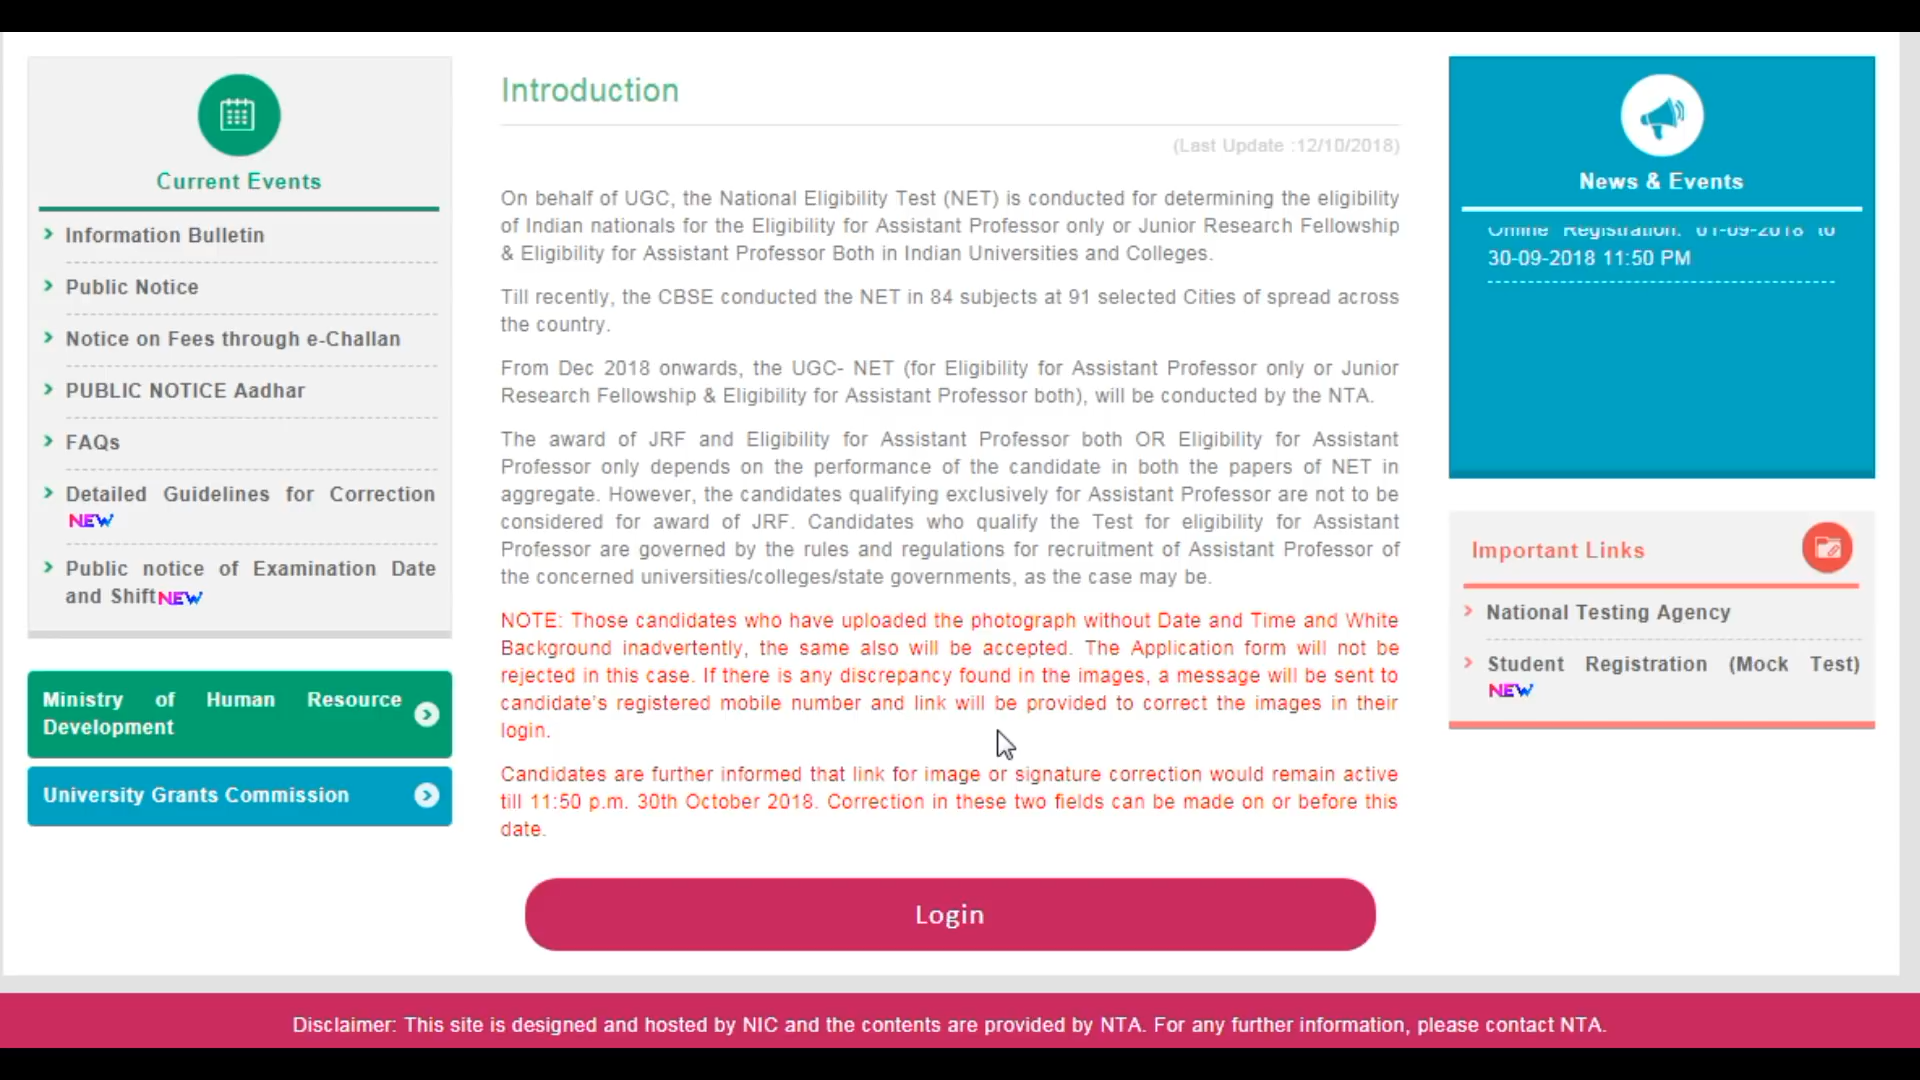 Current Events
Information Bulletin
Public Notice
Notice on Fees through e-Challan
PUBLIC NOTICE Aadhar
FAQs
Detailed Guidelines for Correction
NEW
Public notice of Examination Date
and Shift NEW
Ministry of Human Resource
Development
University Grants Commission
Introduction
(Last Update :12/10/2018)
On behalf of UGC, the National Eligibility Test (NET) is conducted for determining the eligibility
of Indian nationals for the Eligibility for Assistant Professor only or Junior Research Fellowship
& Eligibility for Assistant Professor Both in Indian Universities and Colleges.
Till recently, the CBSE conducted the NET in 84 subjects at 91 selected Cities of spread across
the country.
From Dec 2018 onwards, the UGC- NET (for Eligibility for Assistant Professor only or Junior
Research Fellowship & Eligibility for Assistant Professor both), will be conducted by the NTA.
The award of JRF and Eligibility for Assistant Professor both OR Eligibility for Assistant
Professor only depends on the performance of the candidate in both the papers of NET in
aggregate. However, the candidates qualifying exclusively for Assistant Professor are not to be
considered for award of JRF. Candidates who qualify the Test for eligibility for Assistant
Professor are governed by the rules and regulations for recruitment of Assistant Professor of
the concerned universities/colleges/state governments, as the case may be.
NOTE: Those candidates who have uploaded the photograph without Date and Time and White
Background inadvertently, the same also will be accepted. The Application form will not be
rejected in this case. If there is any discrepancy found in the images, a message will be sent to
candidate's registered mobile number and link will be provided to correct the images in their
login.
Candidates are further informed that link for image or signature correction would remain active
till 11:50 p.m. 30th October 2018. Correction in these two fields can be made on or before this
date.
Login
News & Events
Online Registration: 01-09-2018 to
30-09-2018 11:50 PM
Important Links
National Testing Agency
Student Registration (Mock Test)
NEW
Disclaimer: This site is designed and hosted by NIC and the contents are provided by NTA. For any further information, please contact NTA.